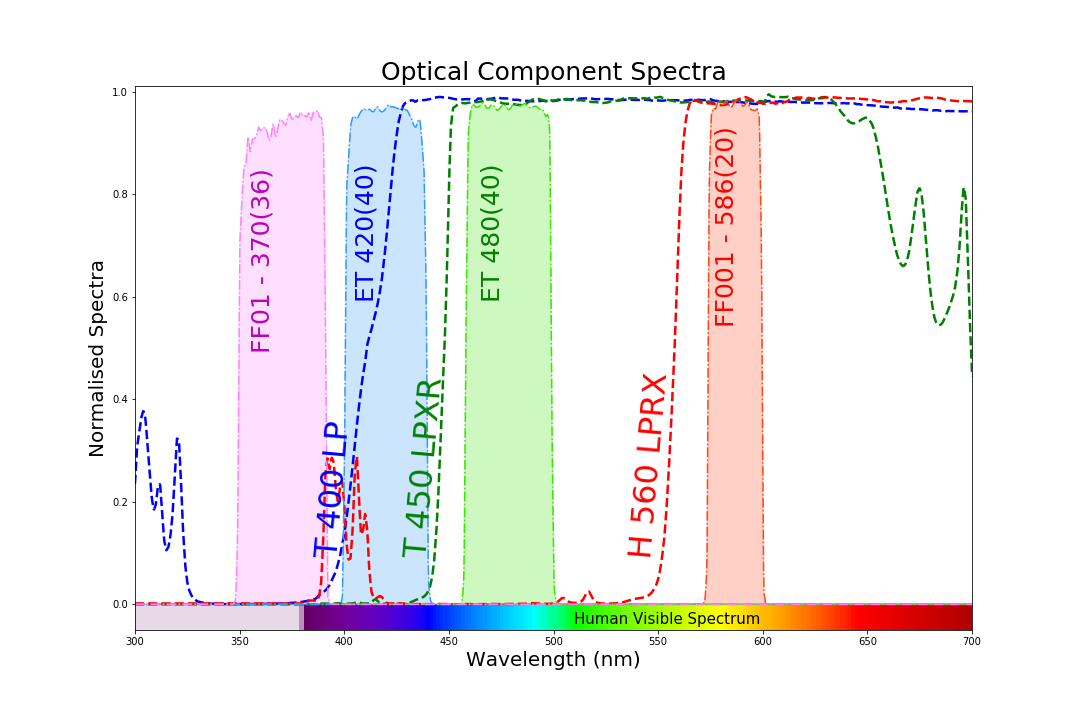 Optical Component Spectra
Normalised Spectra
1.0
0.8
0.6
0.4
0.2
0.0
FF01 - 370(36)
ET 420(40)
ET 480(40)
FF001 - 586(20)
T 400 LP
T 450 LPXR
H 560 LPRX
Human Visible Spectrum
300 350 400 450 500 550 600 650 700
Wavelength (nm)